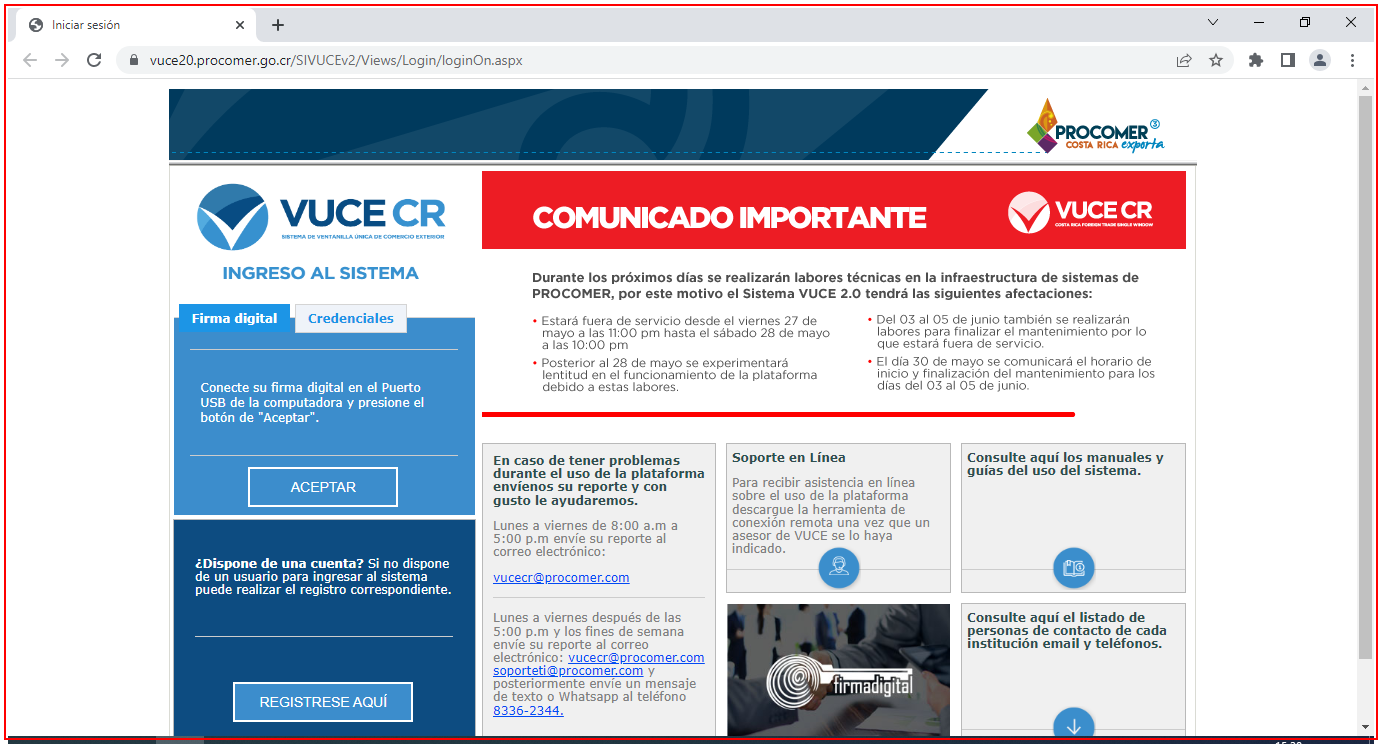 Iniciar sesión
vuce20.procomer.go.cr/SIVUCEv2/Views/Login/loginOn.aspx
PROCOMER
COSTA RICA exporta
VUCE CR
SISTEMA DE VENTANILLA ÚNICA DE COMERCIO EXTERIOR
INGRESO AL SISTEMA
Firma digital
Credenciales
Conecte su firma digital en el Puerto
USB de la computadora y presione el
botón de "Aceptar".
ACEPTAR
¿Dispone de una cuenta? Si no dispone
de un usuario para ingresar al sistema
puede realizar el registro correspondiente.
REGISTRESE AQUÍ
COMUNICADO IMPORTANTE
VUCE CR
COSTA RICA FOREIGN TRADE SINGLE WINDOW
Durante los próximos días se realizarán labores técnicas en la infraestructura de sistemas de
PROCOMER, por este motivo el Sistema VUCE 2.0 tendrá las siguientes afectaciones:
• Estará fuera de servicio desde el viernes 27 de
mayo a las 11:00 pm hasta el sábado 28 de mayo
a las 10:00 pm
• Posterior al 28 de mayo se experimentará
lentitud en el funcionamiento de la plataforma
debido a estas labores.
• Del 03 al 05 de junio también se realizarán
labores para finalizar el mantenimiento por lo
que estará fuera de servicio.
• El día 30 de mayo se comunicará el horario de
inicio y finalización del mantenimiento para los
días del 03 al 05 de junio.
En caso de tener problemas
durante el uso de la plataforma
envíenos su reporte y con
gusto le ayudaremos.
Lunes a viernes de 8:00 a.m a
5:00 p.m envíe su reporte al
correo electrónico:
vucecr@procomer.com
Lunes a viernes después de las
5:00 p.m y los fines de semana
envíe su reporte al correo
electrónico: vucecr@procomer.com
soporteti@procomer.com y
posteriormente envíe un mensaje
de texto o Whatsapp al teléfono
8336-2344.
Soporte en Línea
Para recibir asistencia en línea
sobre el uso de la plataforma
descargue la herramienta de
conexión remota una vez que un
asesor de VUCE se lo haya
indicado.
firmadigital
Consulte aquí los manuales y
guías del uso del sistema.
Consulte aquí el listado de
personas de contacto de cada
institución email y teléfonos.